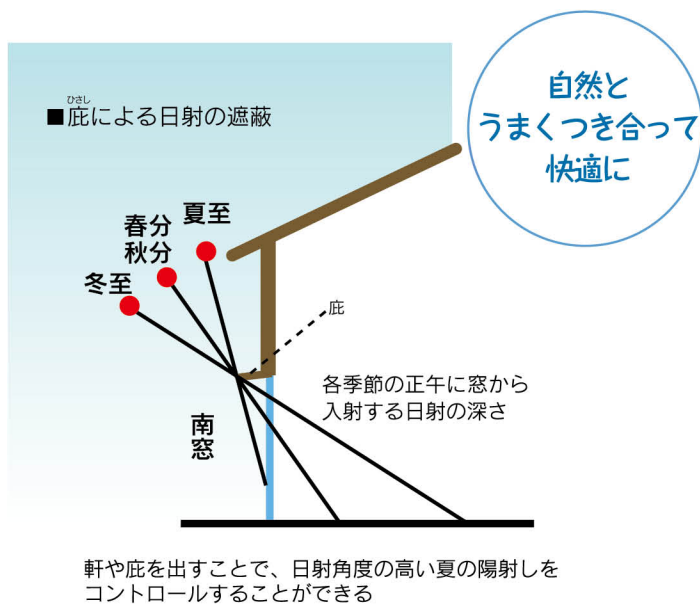 自然と
うまくつき合って
快適に
ひさし
■庇による日射の遮蔽
夏至
春分
秋分
冬至
庇
各季節の正午に窓から
入射する日射の深さ
南
窓
軒や庇を出すことで、日射角度の高い夏の陽射しを
コントロールすることができる